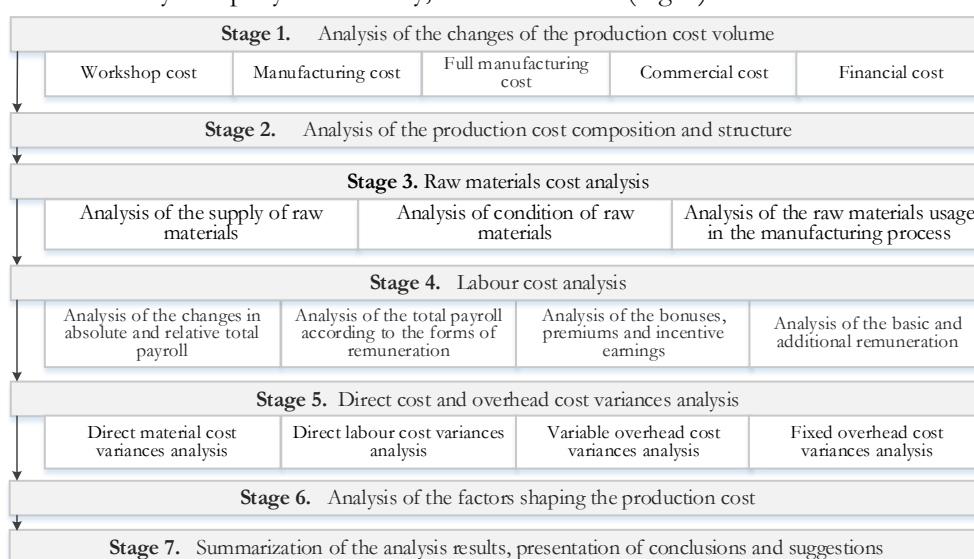 Stage 1. Analysis of the changes of the production cost volume
Workshop cost
Manufacturing cost
Full manufacturing
cost
Commercial cost
Financial cost
Stage 2. Analysis of the production cost composition and structure
Stage 3. Raw materials cost analysis
Analysis of the supply of raw
materials
Analysis of condition of raw
materials
Analysis of the raw materials usage
in the manufacturing process
Stage 4. Labour cost analysis
Analysis of the changes in
absolute and relative total
payroll
Analysis of the total payroll
according to the forms of
remuneration
Analysis of the bonuses,
premiums and incentive
earnings
Analysis of the basic and
additional remuneration
Stage 5. Direct cost and overhead cost variances analysis
Direct material cost
variances analysis
Direct labour cost variances
analysis
Variable overhead cost
variances analysis
Fixed overhead cost
variances analysis
Stage 6. Analysis of the factors shaping the production cost
Stage 7. Summarization of the analysis results, presentation of conclusions and suggestions